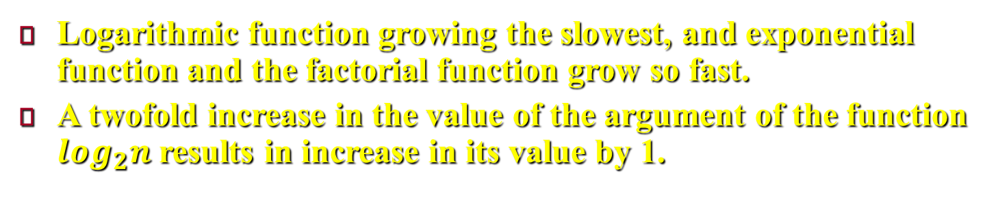 Logarithmic function growing the slowest, and exponential
function and the factorial function grow so fast.
A twofold increase in the value of the argument of the function
log₂n results in increase in its value by 1.